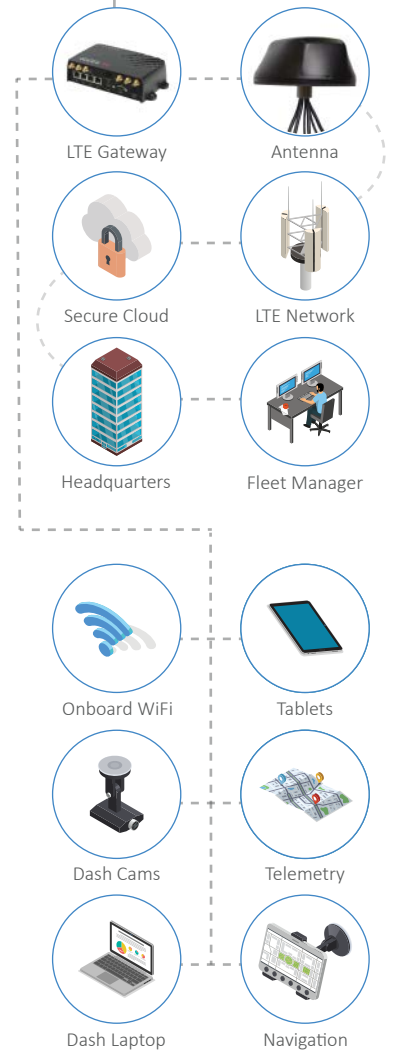 LTE Gateway
Antenna
Secure Cloud
LTE Network
Headquarters
Fleet Manager
Onboard WiFi
Tablets
Dash Cams
Telemetry
Dash Laptop
Navigation